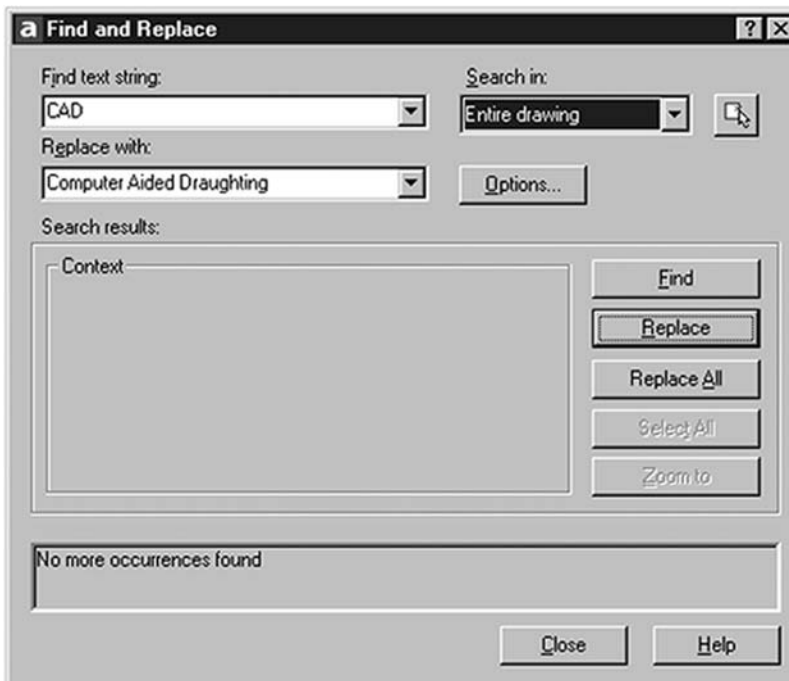 a Find and Replace
Find text string:
Search in:
CAD
Entire drawing
Replace with:
Computer Aided Draughting
Options...
Search results:
Context
Find
Replace
Replace All
Select All
Zoom to
No more occurrences found
Close
Help